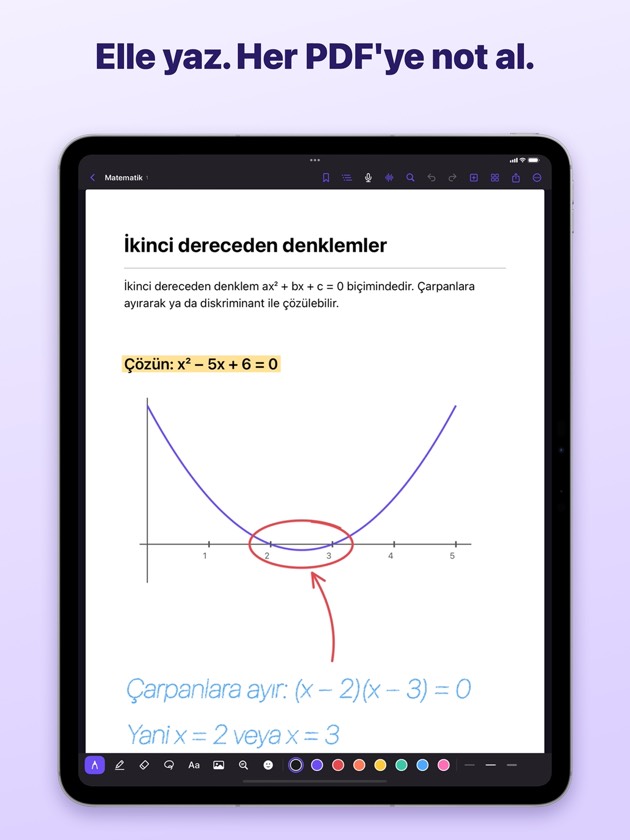 Elle yaz. Her PDF'ye not al.
Matematik
İkinci dereceden denklemler
İkinci dereceden denklem ax² + bx + c = 0 biçimindedir. Çarpanlara
ayırarak ya da diskriminant ile çözülebilir.
Çözün: x² – 5x + 6 = 0
1 2 3 4 5
Çarpanlara ayır: (x – 2)(x – 3) = 0
Yani x = 2 veya x = 3
Aa